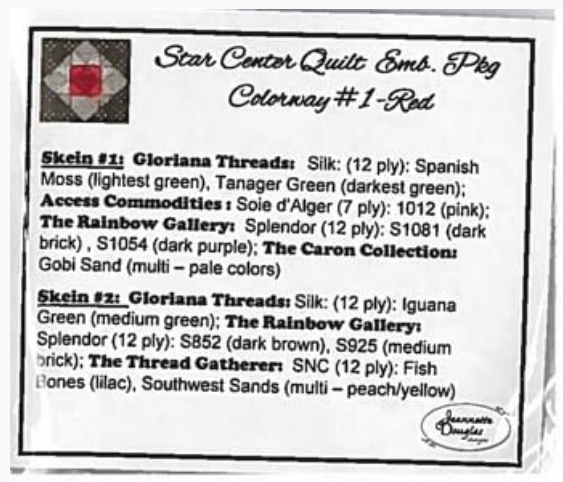 Star Center Quilt Emb. Pkg
Colorway #1-Red
Skein #1: Gloriana Threads: Silk: (12 ply): Spanish
Moss (lightest green), Tanager Green (darkest green);
Access Commodities : Soie d'Alger (7 ply): 1012 (pink);
The Rainbow Gallery: Splendor (12 ply): S1081 (dark
brick) , S1054 (dark purple); The Caron Collection:
Gobi Sand (multi – pale colors)
Skein #2: Gloriana Threads: Silk: (12 ply): Iguana
Green (medium green); The Rainbow Gallery:
Splendor (12 ply): S852 (dark brown), S925 (medium
brick); The Thread Gatherer: SNC (12 ply): Fish
Bones (lilac), Southwest Sands (multi – peach/yellow)
Jeannette
Douglas
designs